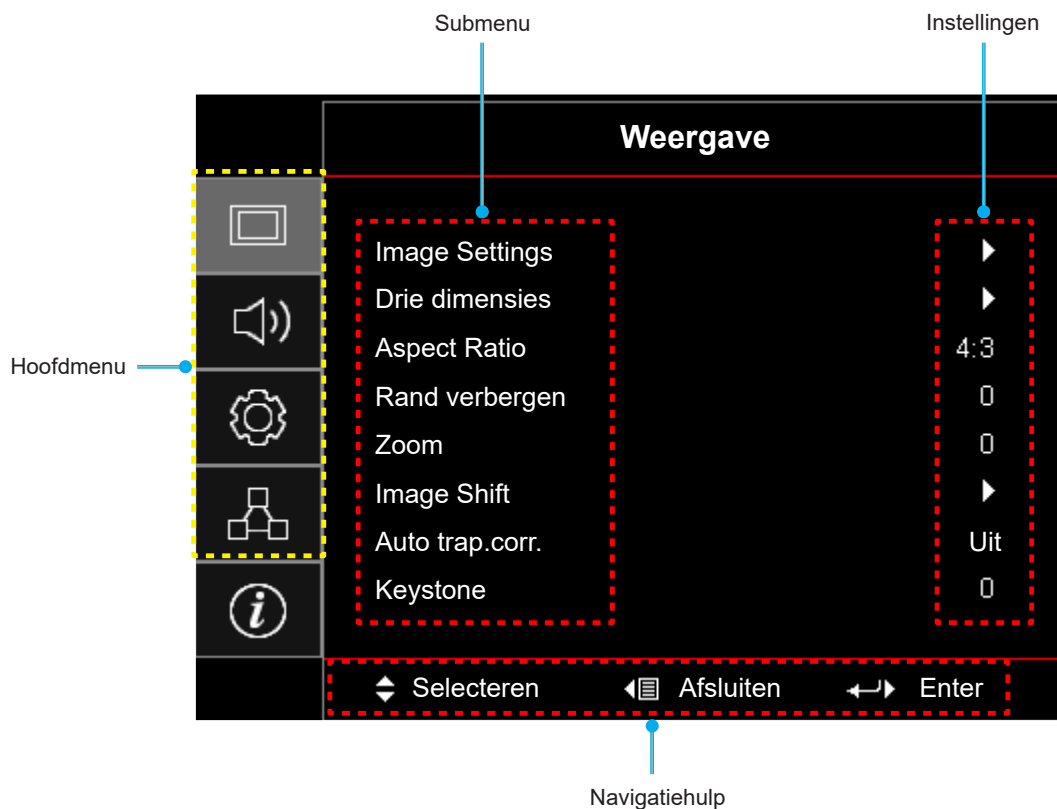 Submenu
Instellingen
Weergave
Hoofdmenu
Image Settings
Drie dimensies
Aspect Ratio 4:3
Rand verbergen 0
Zoom 0
Image Shift
Auto trap.corr. Uit
Keystone 0
i
Selecteren Afsluiten Enter
Navigatiehulp